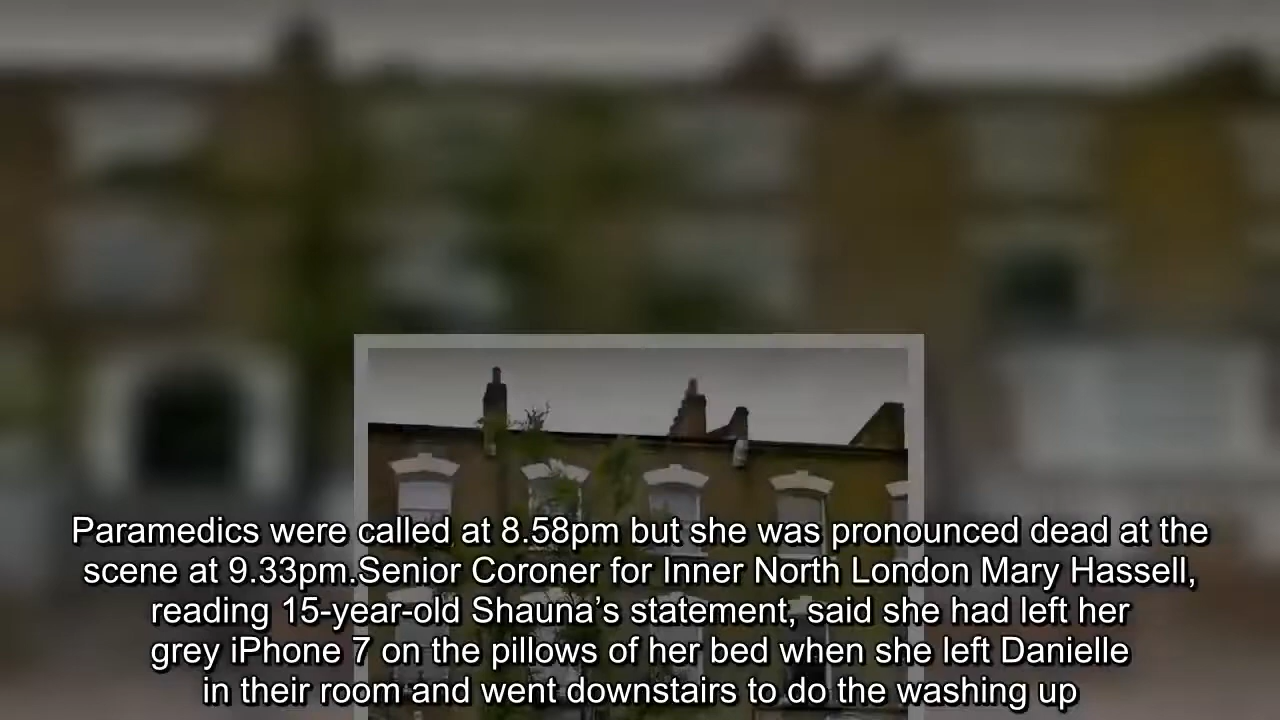 Paramedics were called at 8.58pm but she was pronounced dead at the
scene at 9.33pm.Senior Coroner for Inner North London Mary Hassell,
reading 15-year-old Shauna’s statement, said she had left her
grey iPhone 7 on the pillows of her bed when she left Danielle
in their room and went downstairs to do the washing up